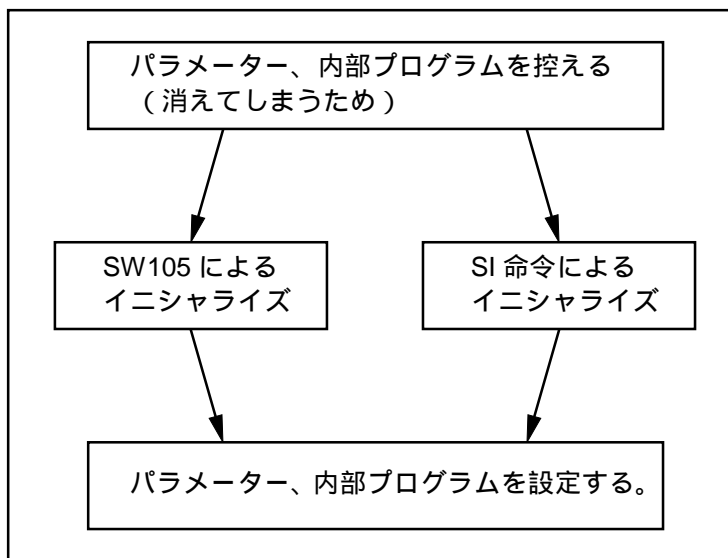 パラメーター、内部プログラムを控える
（消えてしまうため）
SW105 による
イニシャライズ
SI 命令による
イニシャライズ
パラメーター、内部プログラムを設定する。